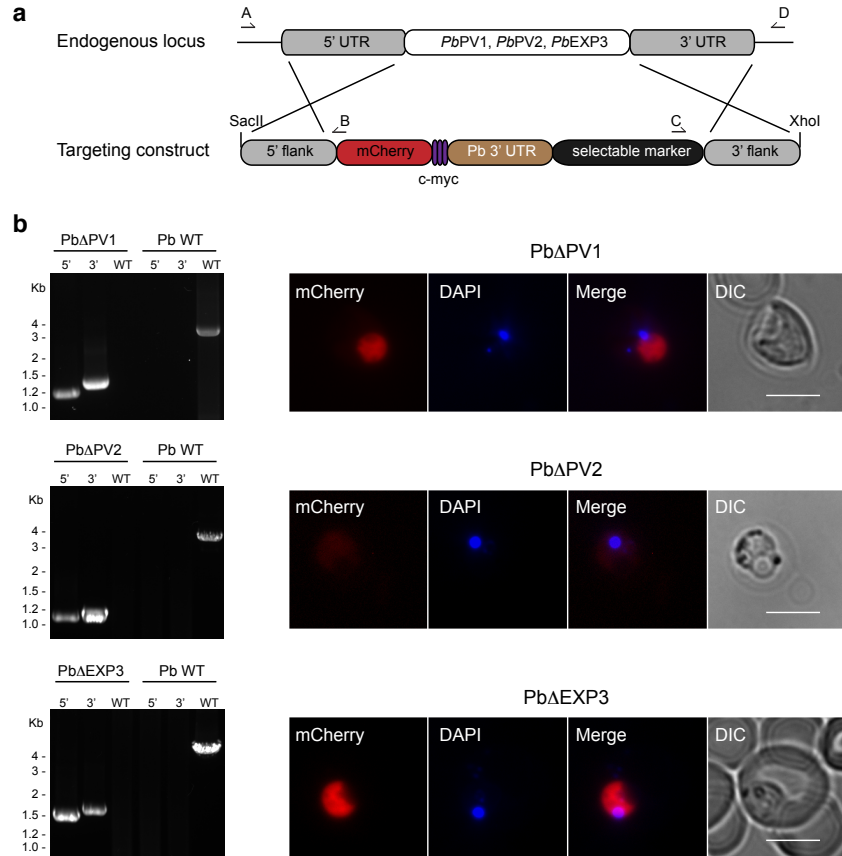 a
A D
Endogenous locus 5' UTR PbPV1, PbPV2, PbEXP3 3' UTR
SacII B C XhoI
Targeting construct 5' flank mCherry Pb 3' UTR selectable marker 3' flank
c-myc
b
PbΔPV1 Pb WT
5' 3' WT 5' 3' WT
Kb
4 -
3 -
2 -
1.5 -
1.2 -
1.0 -
PbΔPV1
mCherry DAPI Merge DIC
PbΔPV2 Pb WT
5' 3' WT 5' 3' WT
Kb
4 -
3 -
2 -
1.5 -
1.2 -
1.0 -
PbΔPV2
mCherry DAPI Merge DIC
PbΔEXP3 Pb WT
5' 3' WT 5' 3' WT
Kb
4 -
3 -
2 -
1.5 -
1.2 -
1.0 -
PbΔEXP3
mCherry DAPI Merge DIC